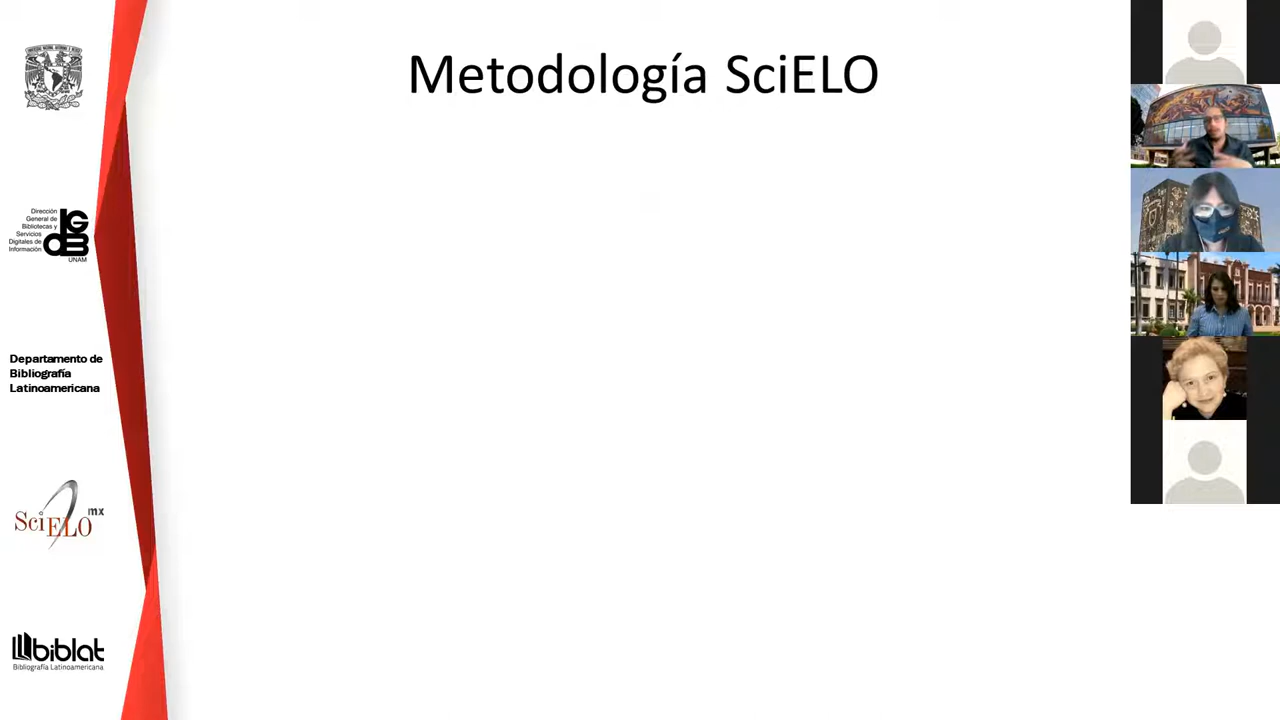 Metodología SciELO
Dirección
General de
Bibliotecas y
Servicios
Digitales de
Información
DGB
UNAM
Departamento de
Bibliografía
Latinoamericana
SciELO mx
biblat
Bibliografía Latinoamericana